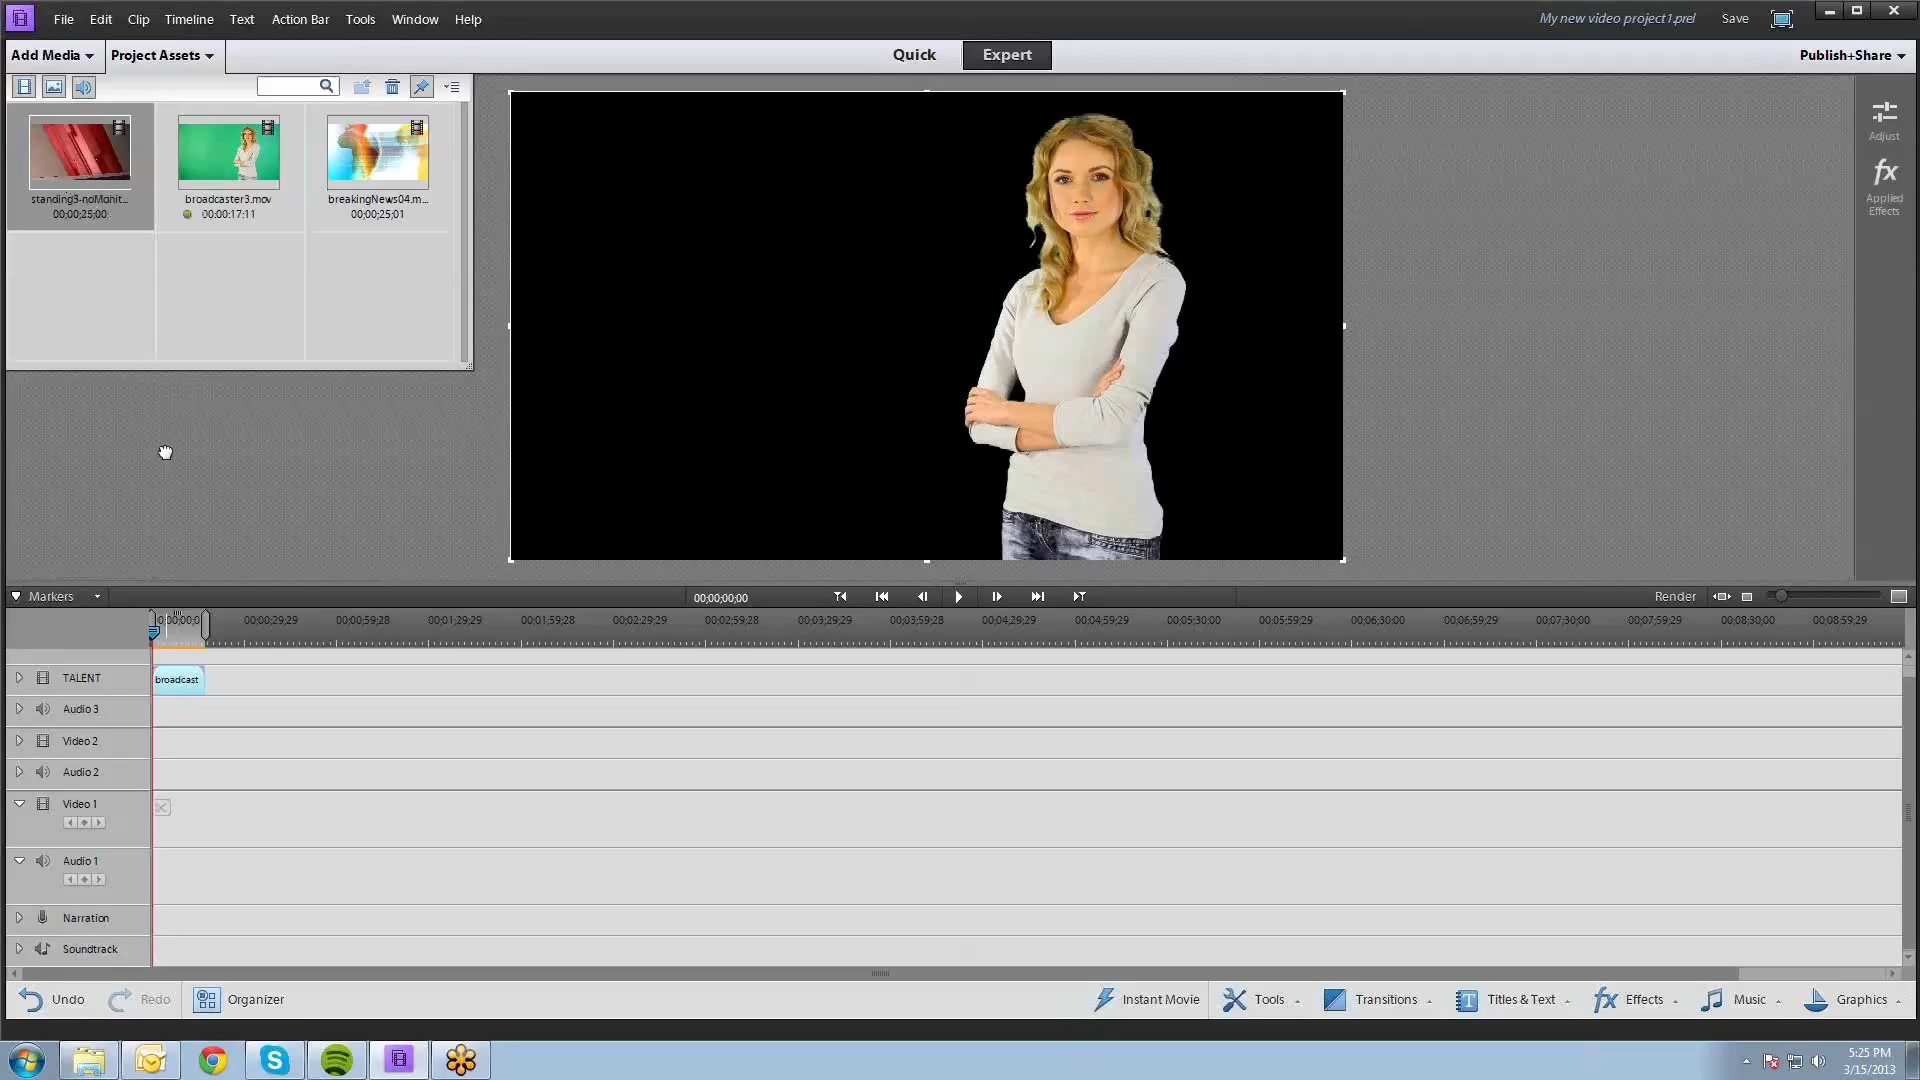 File Edit Clip Timeline Text Action Bar Tools Window Help
My new video project1.prel Save
Add Media Project Assets
Quick Expert
Publish+Share
standing3-noMonit...
00;00;25;00
broadcaster3.mov
00:00:17:11
breakingNews04.m...
00;00;25;01
Adjust
fx
Applied
Effects
Markers
00;00;00;00
Render
00;00;29;29 00;00;59;28 00;01;29;29 00;01;59;28 00;02;29;29 00;02;59;28 00;03;29;29 00;03;59;28 00;04;29;29 00;04;59;29 00;05;30;00 00;05;59;29 00;06;30;00 00;06;59;29 00;07;30;00 00;07;59;29 00;08;30;00 00;08;59;29
TALENT
broadcast
Audio 3
Video 2
Audio 2
Video 1
Audio 1
Narration
Soundtrack
Undo Redo Organizer
Instant Movie Tools Transitions Titles & Text fx Effects Music Graphics
5:25 PM
3/15/2013